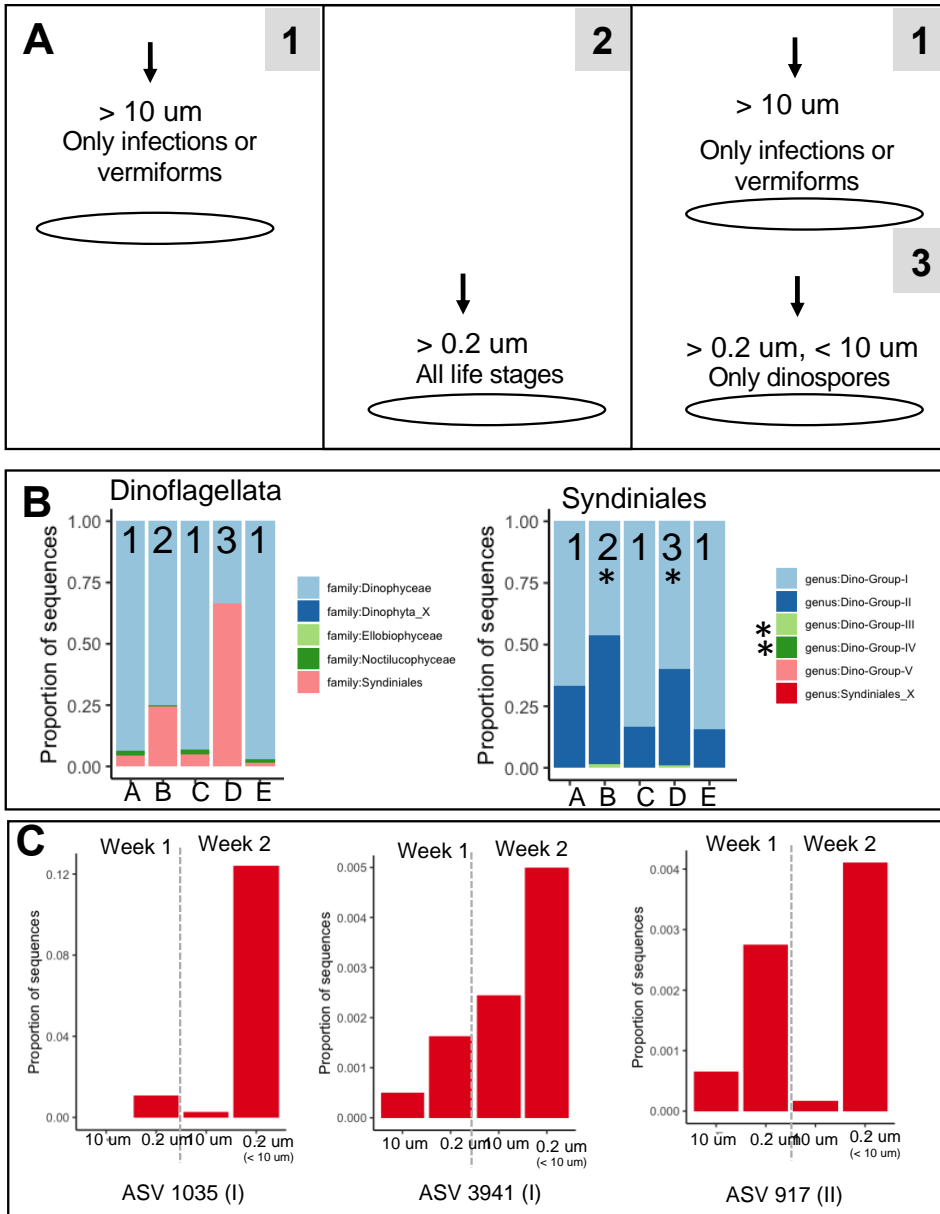 A
1
> 10 um
Only infections or
vermiforms
2
> 0.2 um
All life stages
1
> 10 um
Only infections or
vermiforms
3
> 0.2 um, < 10 um
Only dinospores
B
Dinoflagellata
Proportion of sequences
1.00
0.75
0.50
0.25
0.00
1 2 1 3 1
A B C D E
family:Dinophyceae
family:Dinophyta_X
family:Ellobiophyceae
family:Noctilucophyceae
family:Syndiniales
Syndiniales
Proportion of sequences
1.00
0.75
0.50
0.25
0.00
1 2 1 3 1
* *
A B C D E
genus:Dino-Group-I
genus:Dino-Group-II
* genus:Dino-Group-III
* genus:Dino-Group-IV
genus:Dino-Group-V
genus:Syndiniales_X
C
Week 1 Week 2
Proportion of sequences
0.12
0.08
0.04
0.00
10 um 0.2 um 10 um 0.2 um
(< 10 um)
ASV 1035 (I)
Week 1 Week 2
Proportion of sequences
0.005
0.004
0.003
0.002
0.001
0.000
10 um 0.2 um 10 um 0.2 um
(< 10 um)
ASV 3941 (I)
Week 1 Week 2
Proportion of sequences
0.004
0.003
0.002
0.001
0.000
10 um 0.2 um 10 um 0.2 um
(< 10 um)
ASV 917 (II)